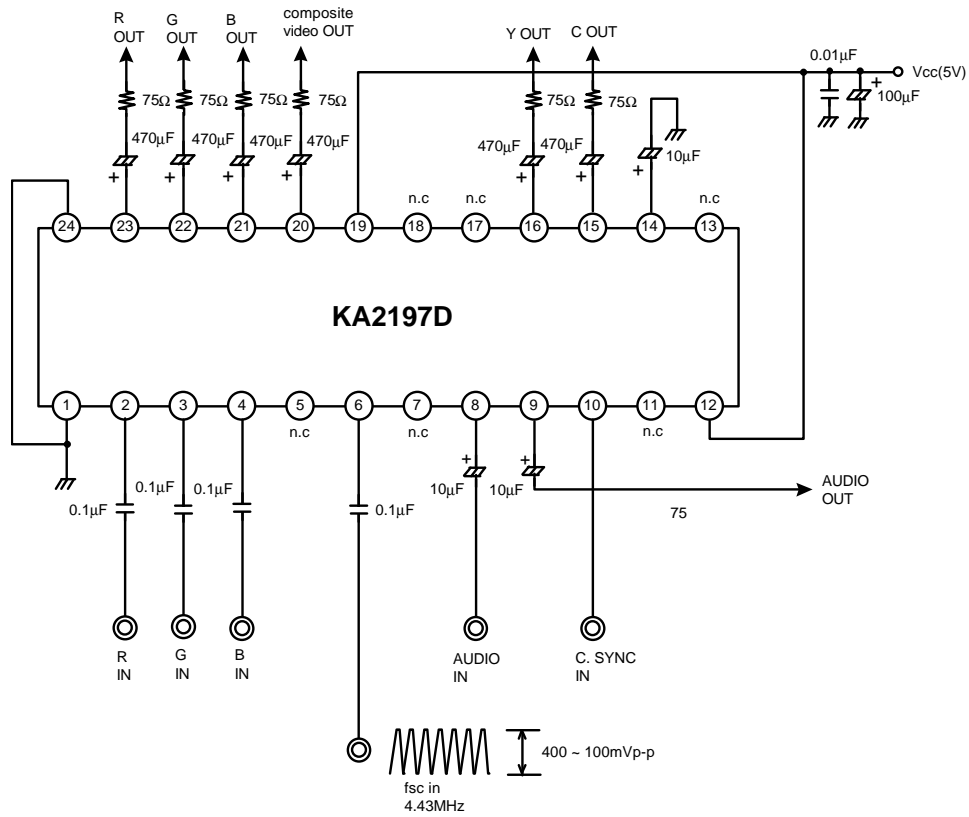 R
OUT
G
OUT
B
OUT
composite
video OUT
Y OUT
C OUT
0.01µF
Vcc(5V)
+
100µF
75Ω
75Ω
75Ω
75Ω
75Ω
75Ω
470µF
470µF
470µF
470µF
470µF
470µF
10µF
+
+
+
+
+
+
+
n.c
n.c
n.c
24
23
22
21
20
19
18
17
16
15
14
13
KA2197D
1
2
3
4
5
6
7
8
9
10
11
12
n.c
n.c
n.c
+
+
0.1µF
0.1µF
0.1µF
0.1µF
10µF
10µF
75
AUDIO
OUT
R
IN
G
IN
B
IN
AUDIO
IN
C. SYNC
IN
400 ~ 100mVp-p
fsc in
4.43MHz